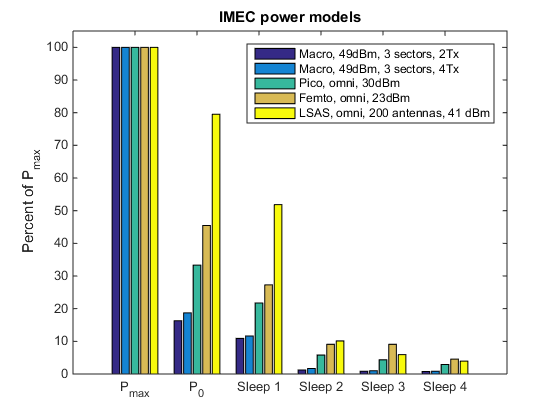 IMEC power models
Macro, 49dBm, 3 sectors, 2Tx
Macro, 49dBm, 3 sectors, 4Tx
Pico, omni, 30dBm
Femto, omni, 23dBm
LSAS, omni, 200 antennas, 41 dBm
Percent of Pmax
100
90
80
70
60
50
40
30
20
10
0
Pmax P0 Sleep 1 Sleep 2 Sleep 3 Sleep 4